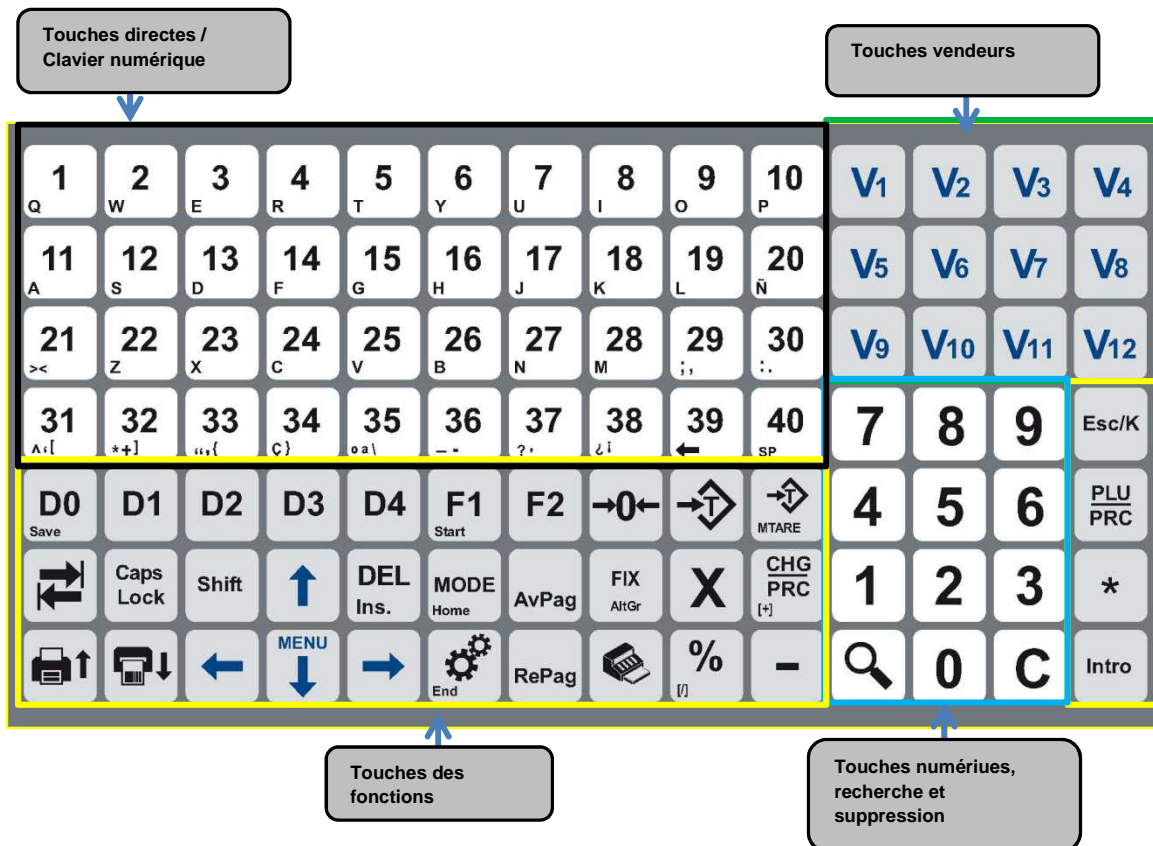 Touches directes /
Clavier numérique
Touches vendeurs
1 2 3 4 5 6 7 8 9 10
Q W E R T Y U I O P
V1 V2 V3 V4
11 12 13 14 15 16 17 18 19 20
A S D F G H J K L Ñ
V5 V6 V7 V8
21 22 23 24 25 26 27 28 29 30
>< Z X C V B N M ;, :.
V9 V10 V11 V12
31 32 33 34 35 36 37 38 39 40
^‘[ *+] “,{ Ç} ºª\ _- ?' ¿¡ SP
7 8 9 Esc/K
D0 D1 D2 D3 D4 F1 F2 →0← →T← →T←
Save Start MTARE
4 5 6 PLU
PRC
Caps
Lock
Shift
DEL
Ins.
MODE
Home
AvPag
FIX
AltGr
X
CHG
PRC
[+]
1 2 3 *
MENU
End
RePag
%
[/]
-
0 C Intro
Touches des
fonctions
Touches numériues,
recherche et
suppression